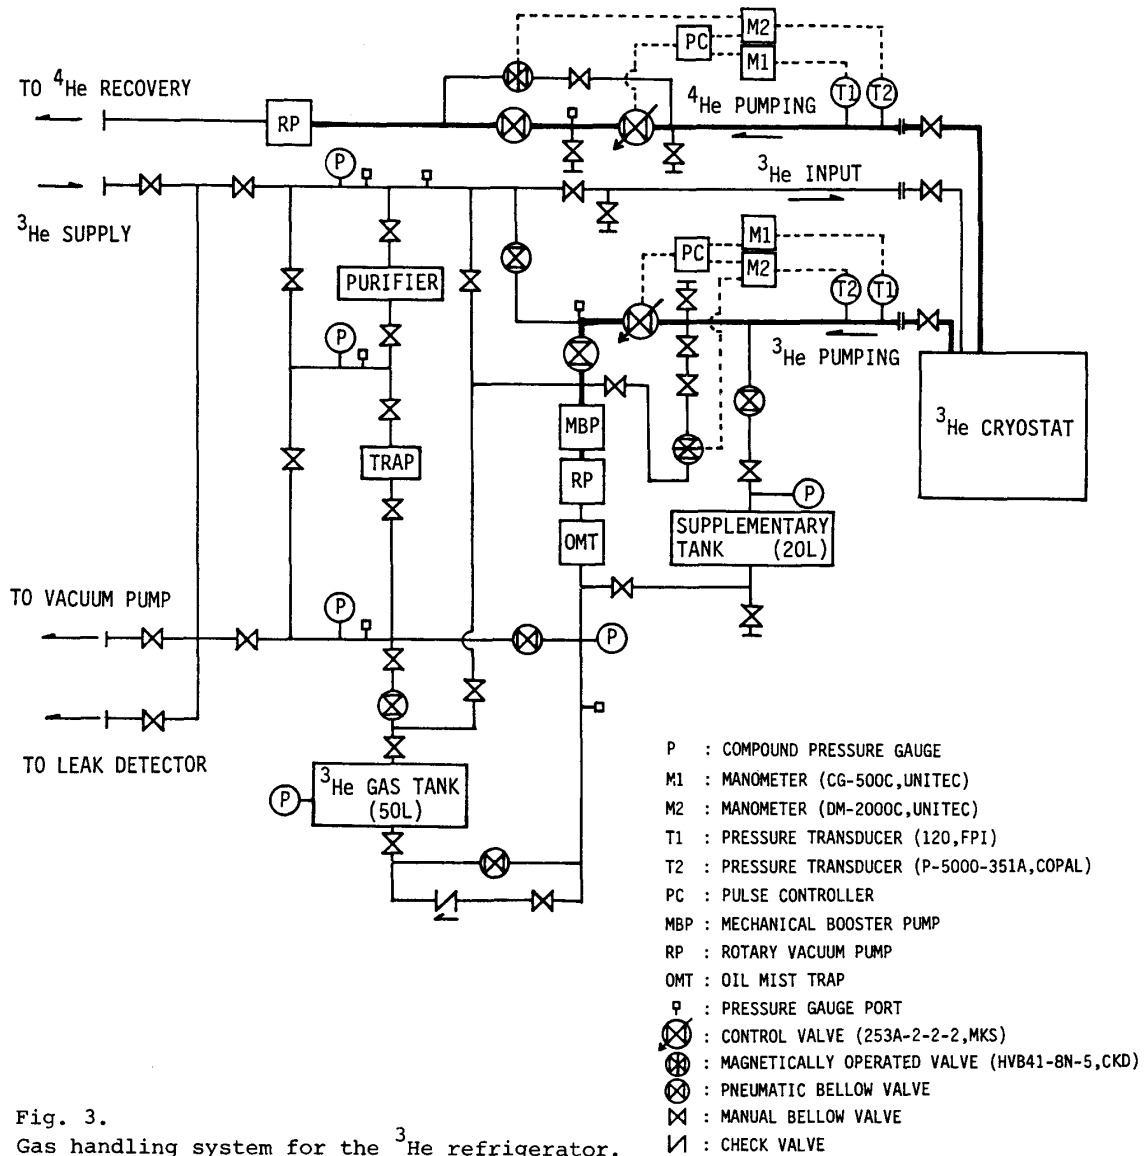 M2
PC
M1
T1
T2
TO ⁴He RECOVERY
RP
⁴He PUMPING
P
³He INPUT
³He SUPPLY
M1
PC
M2
PURIFIER
T2
T1
P
³He PUMPING
MBP
³He CRYOSTAT
TRAP
RP
P
OMT
SUPPLEMENTARY
TANK (20L)
TO VACUUM PUMP
P
P
TO LEAK DETECTOR
³He GAS TANK
(50L)
P
P : COMPOUND PRESSURE GAUGE
M1 : MANOMETER (CG-500C,UNITEC)
M2 : MANOMETER (DM-2000C,UNITEC)
T1 : PRESSURE TRANSDUCER (120,FPI)
T2 : PRESSURE TRANSDUCER (P-5000-351A,COPAL)
PC : PULSE CONTROLLER
MBP : MECHANICAL BOOSTER PUMP
RP : ROTARY VACUUM PUMP
OMT : OIL MIST TRAP
: PRESSURE GAUGE PORT
: CONTROL VALVE (253A-2-2-2,MKS)
: MAGNETICALLY OPERATED VALVE (HVB41-8N-5,CKD)
: PNEUMATIC BELLOW VALVE
: MANUAL BELLOW VALVE
: CHECK VALVE
Fig. 3.
Gas handling system for the ³He refrigerator.